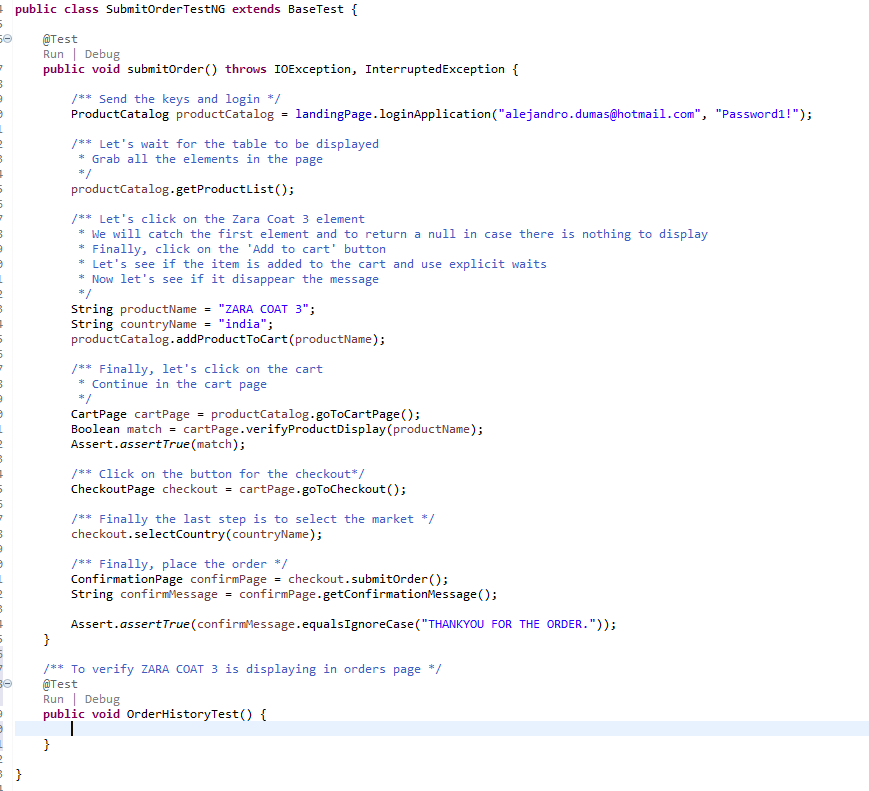 public class SubmitOrderTestNG extends BaseTest {
@Test
Run | Debug
public void submitOrder() throws IOException, InterruptedException {
/** Send the keys and login */
ProductCatalog productCatalog = landingPage.loginApplication("alejandro.dumas@hotmail.com", "Password1!");
/** Let's wait for the table to be displayed
* Grab all the elements in the page
*/
productCatalog.getProductList();
/** Let's click on the Zara Coat 3 element
* We will catch the first element and to return a null in case there is nothing to display
* Finally, click on the 'Add to cart' button
* Let's see if the item is added to the cart and use explicit waits
* Now let's see if it disappear the message
*/
String productName = "ZARA COAT 3";
String countryName = "india";
productCatalog.addProductToCart(productName);
/** Finally, let's click on the cart
* Continue in the cart page
*/
CartPage cartPage = productCatalog.goToCartPage();
Boolean match = cartPage.verifyProductDisplay(productName);
Assert.assertTrue(match);
/** Click on the button for the checkout*/
CheckoutPage checkout = cartPage.goToCheckout();
/** Finally the last step is to select the market */
checkout.selectCountry(countryName);
/** Finally, place the order */
ConfirmationPage confirmPage = checkout.submitOrder();
String confirmMessage = confirmPage.getConfirmationMessage();
Assert.assertTrue(confirmMessage.equalsIgnoreCase("THANKYOU FOR THE ORDER."));
}
/** To verify ZARA COAT 3 is displaying in orders page */
@Test
Run | Debug
public void OrderHistoryTest() {
}
}